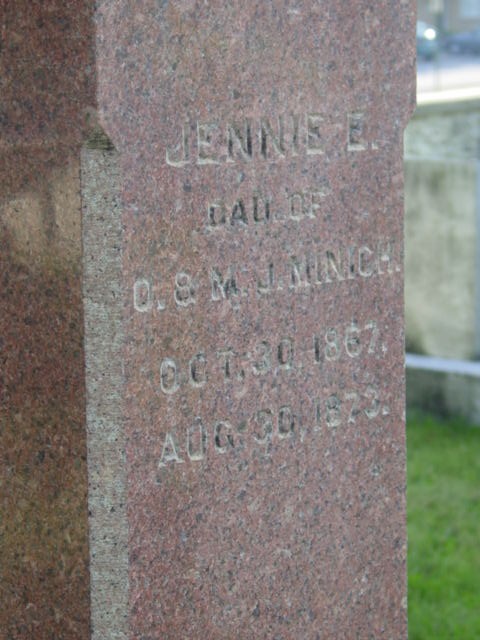 JENNIE E.
DAU. OF
O. & M. J. MINICH.
OCT. 30, 1867.
AUG. 30, 1873.